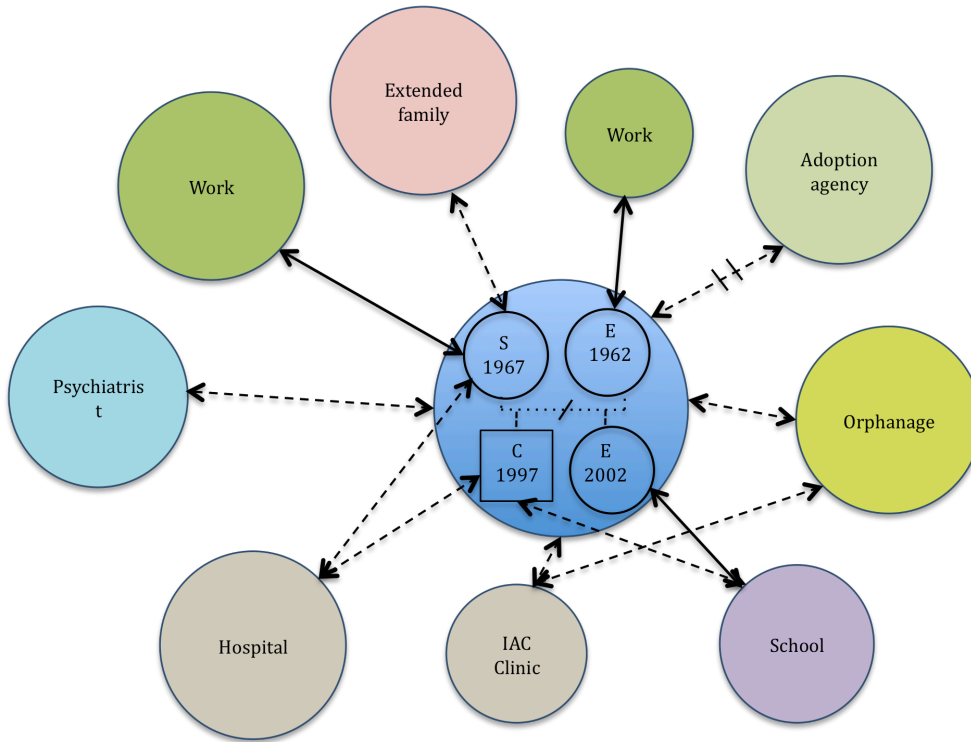 Extended
family
Work
Adoption
agency
Work
S
1967
E
1962
Psychiatris
t
Orphanage
C
1997
E
2002
Hospital
IAC
Clinic
School